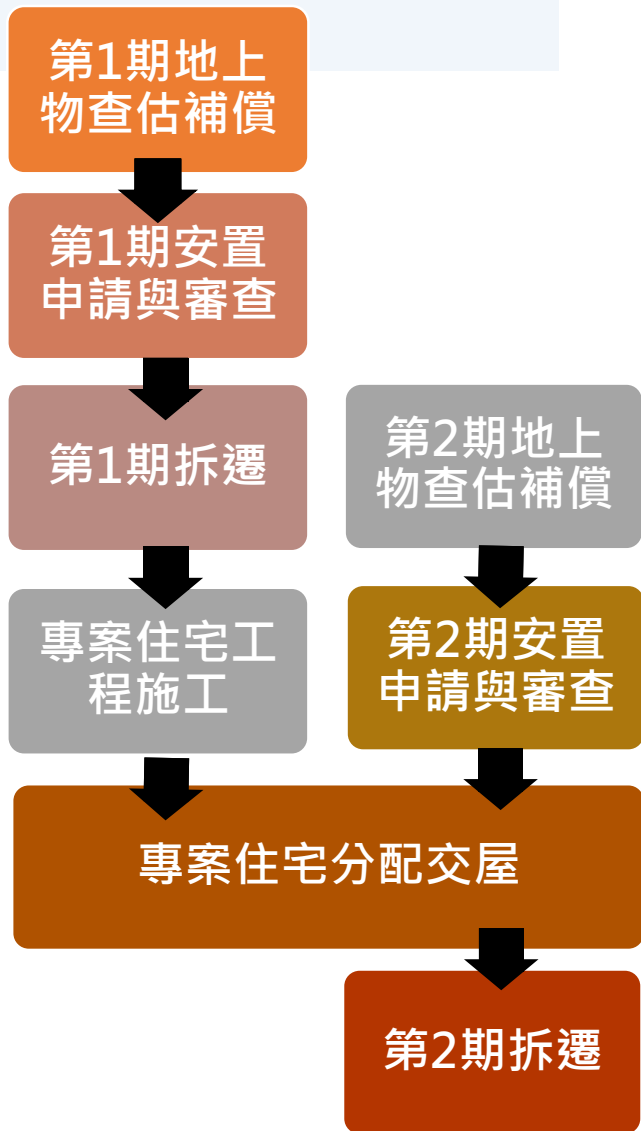 第1期地上
物查估補償
第1期安置
申請與審查
第1期拆遷
第2期地上
物查估補償
專案住宅工
程施工
第2期安置
申請與審查
專案住宅分配交屋
第2期拆遷